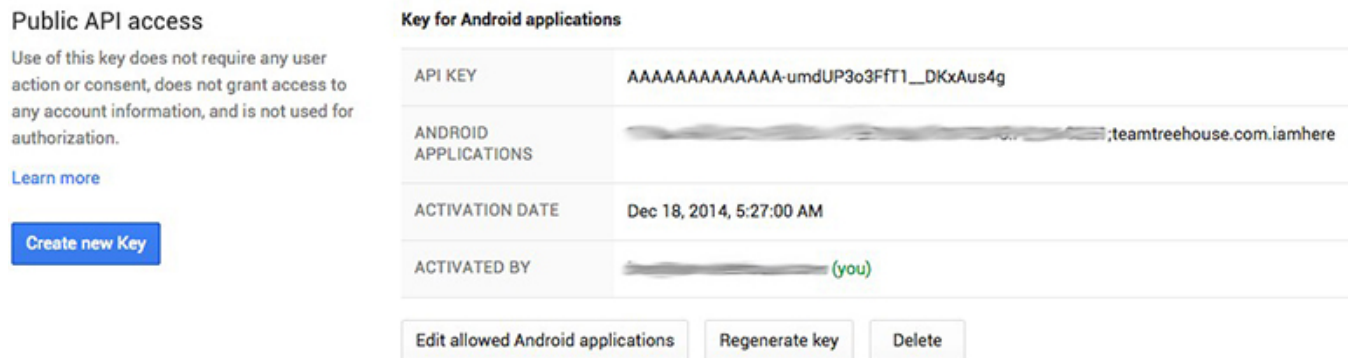 Public API access
Use of this key does not require any user
action or consent, does not grant access to
any account information, and is not used for
authorization.
Learn more
Create new Key
Key for Android applications
API KEY
AAAAAAAAAAAAA-umdUP3o3FfT1__DKxAus4g
ANDROID
APPLICATIONS
;teamtreehouse.com.iamhere
ACTIVATION DATE
Dec 18, 2014, 5:27:00 AM
ACTIVATED BY
(you)
Edit allowed Android applications
Regenerate key
Delete